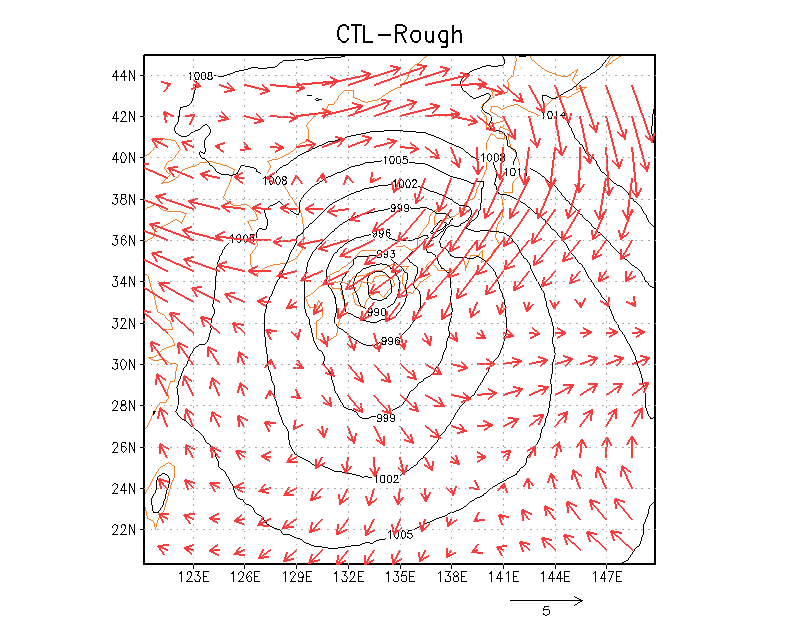 CTL−Rough
44N
1008
42N
1014
40N
1005
1008
1011
1008
38N
1002
999
36N
1005
996
993
34N
990
32N
996
30N
28N
999
26N
1002
24N
22N
1005
123E 126E 129E 132E 135E 138E 141E 144E 147E
5